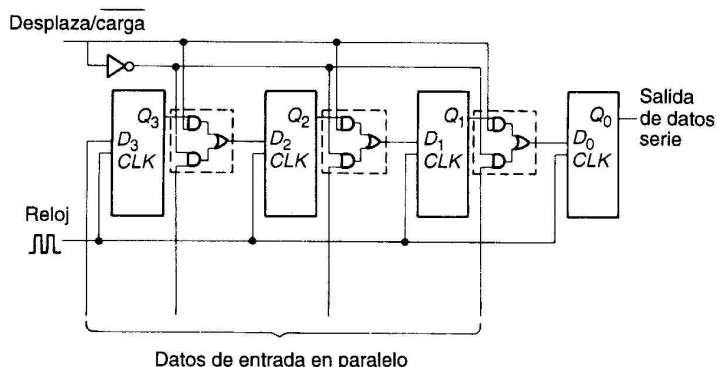 Desplaza/carga
Q3
D3
CLK
Q2
D2
CLK
Q1
D1
CLK
Q0
D0
CLK
Salida
de datos
serie
Reloj
Datos de entrada en paralelo